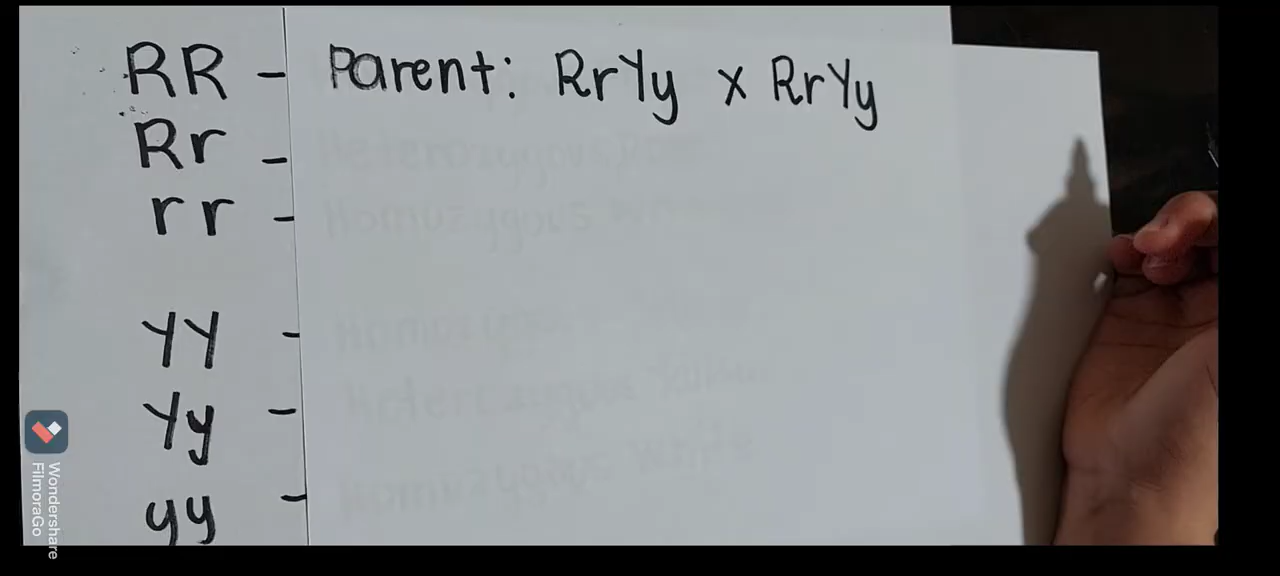 RR - Parent: RrYy x RrYy
Rr -
rr -
YY -
Yy -
yy -
Wondershare
FilmoraGo